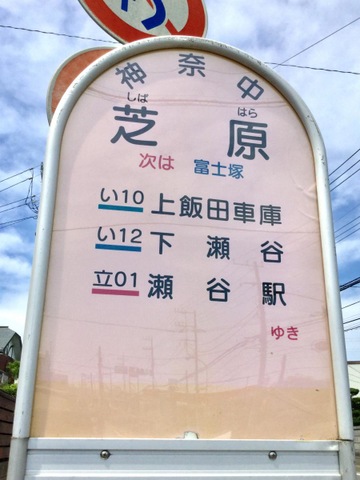 神奈中
しば はら
芝原
次は 富士塚
い10 上飯田車庫
い12 下瀬谷
立01 瀬谷駅
ゆき